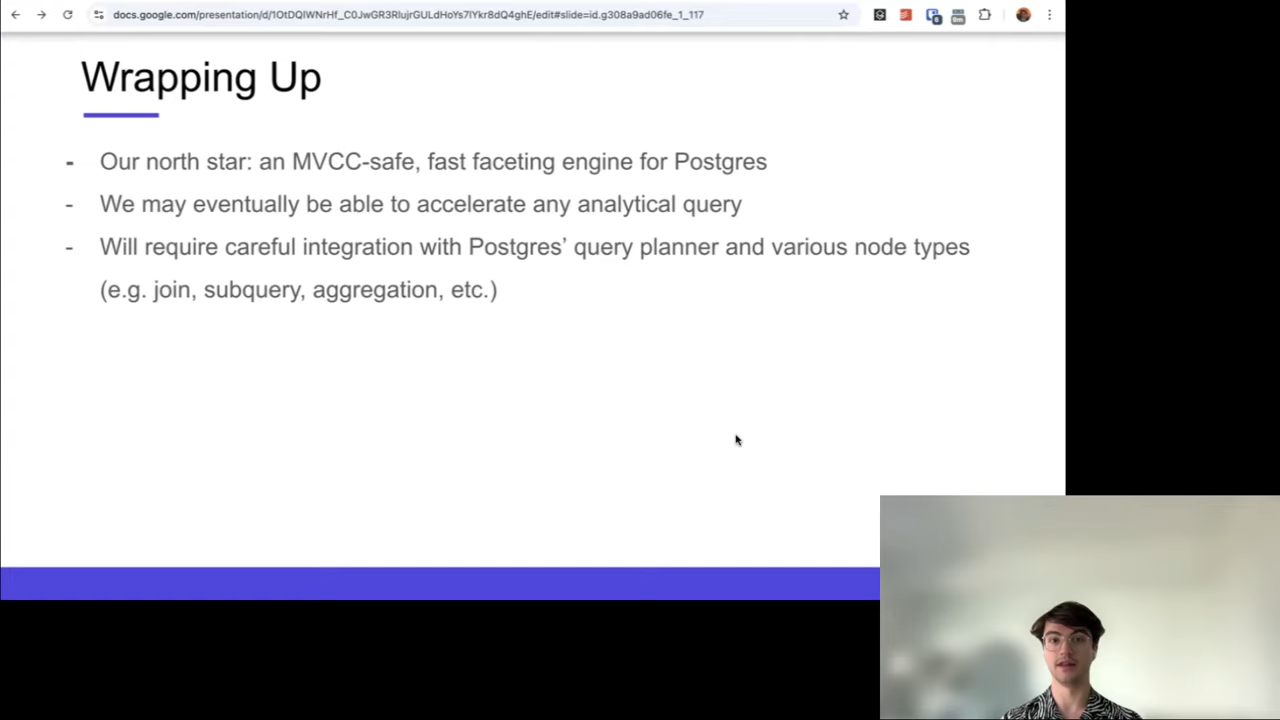 docs.google.com/presentation/d/1OtDQIWNrHf_C0JwGR3RlujrGULdHoYs7lYkr8dQ4ghE/edit#slide=id.g308a9ad06fe_1_117
Wrapping Up
- Our north star: an MVCC-safe, fast faceting engine for Postgres
- We may eventually be able to accelerate any analytical query
- Will require careful integration with Postgres’ query planner and various node types
(e.g. join, subquery, aggregation, etc.)